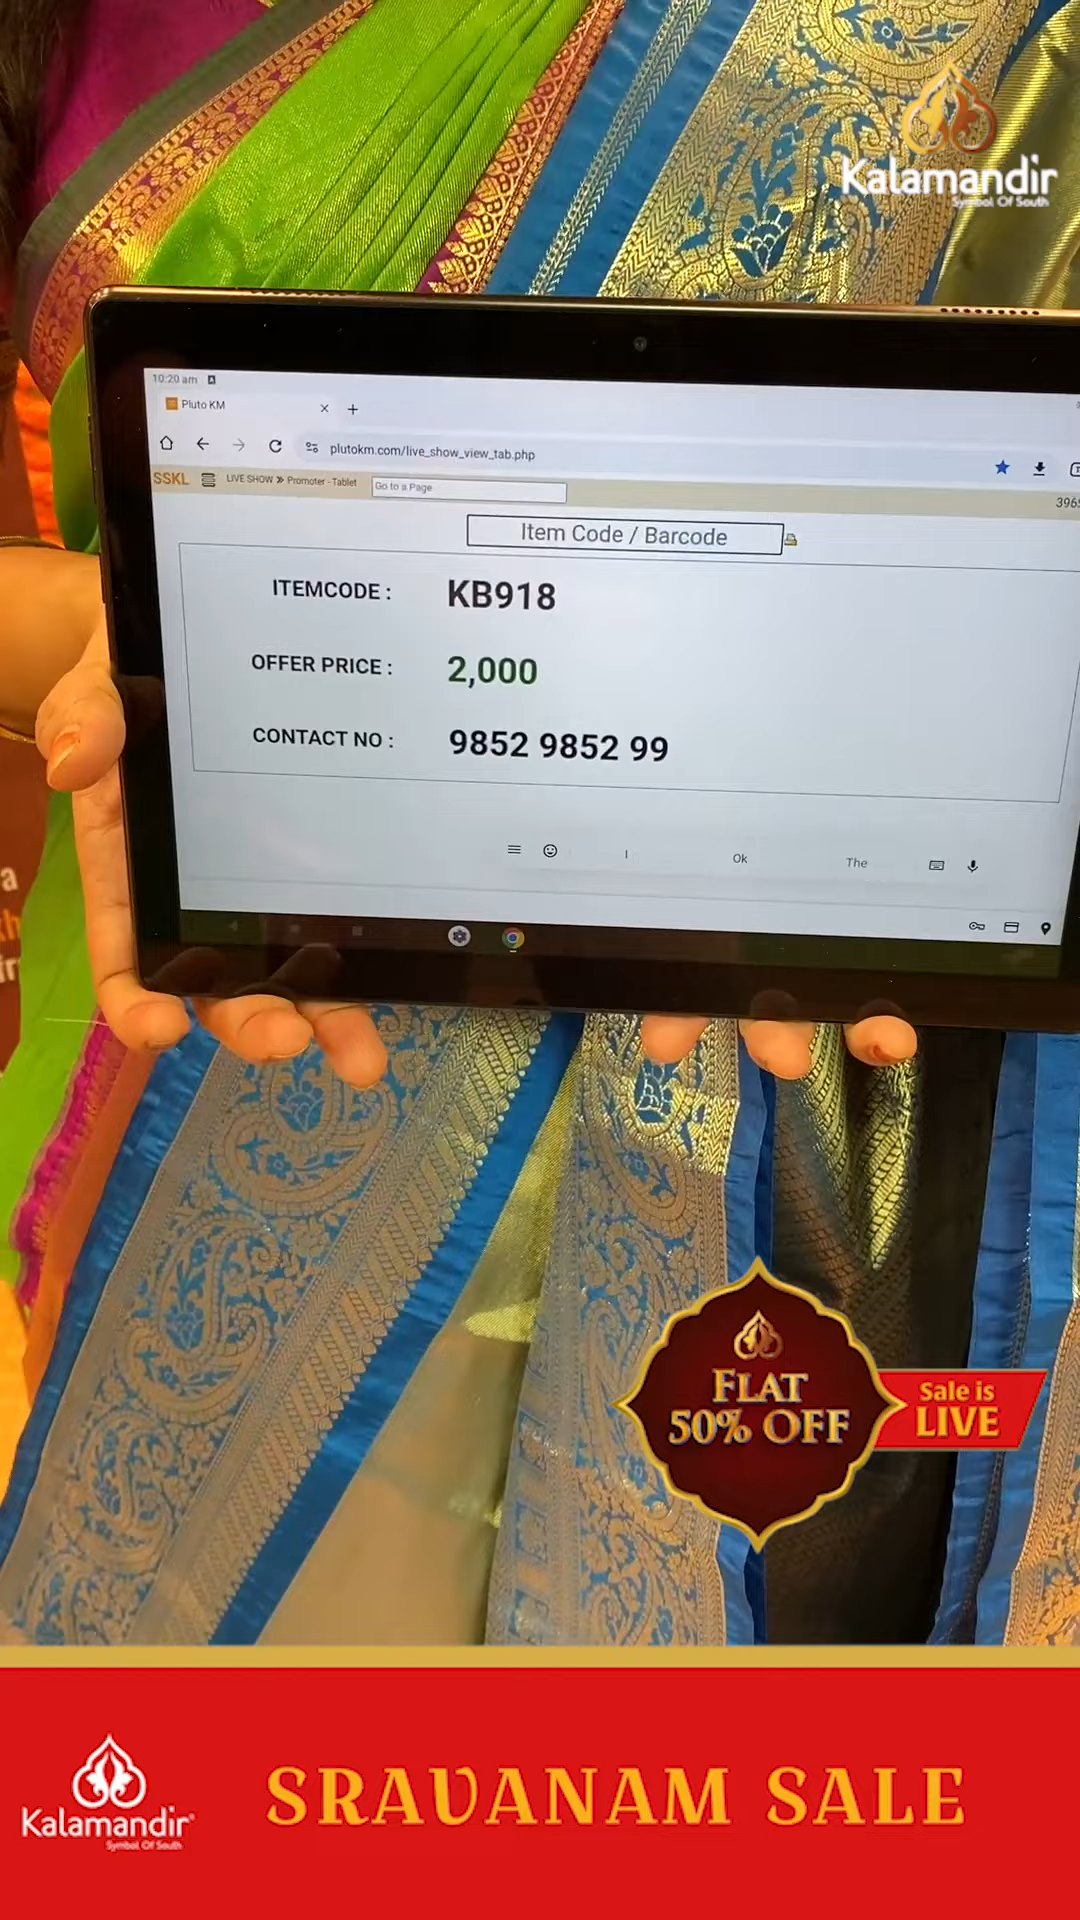 Kalamandir
Symbol Of South
10:20 am
Pluto KM
plutokm.com/live_show_view_tab.php
SSKL
LIVE SHOW
Promoter - Tablet
Go to a Page
Item Code / Barcode
ITEMCODE : KB918
OFFER PRICE : 2,000
CONTACT NO : 9852 9852 99
I
Ok
The
FLAT
50% OFF
Sale is
LIVE
Kalamandir
Symbol Of South
SRAVANAM SALE